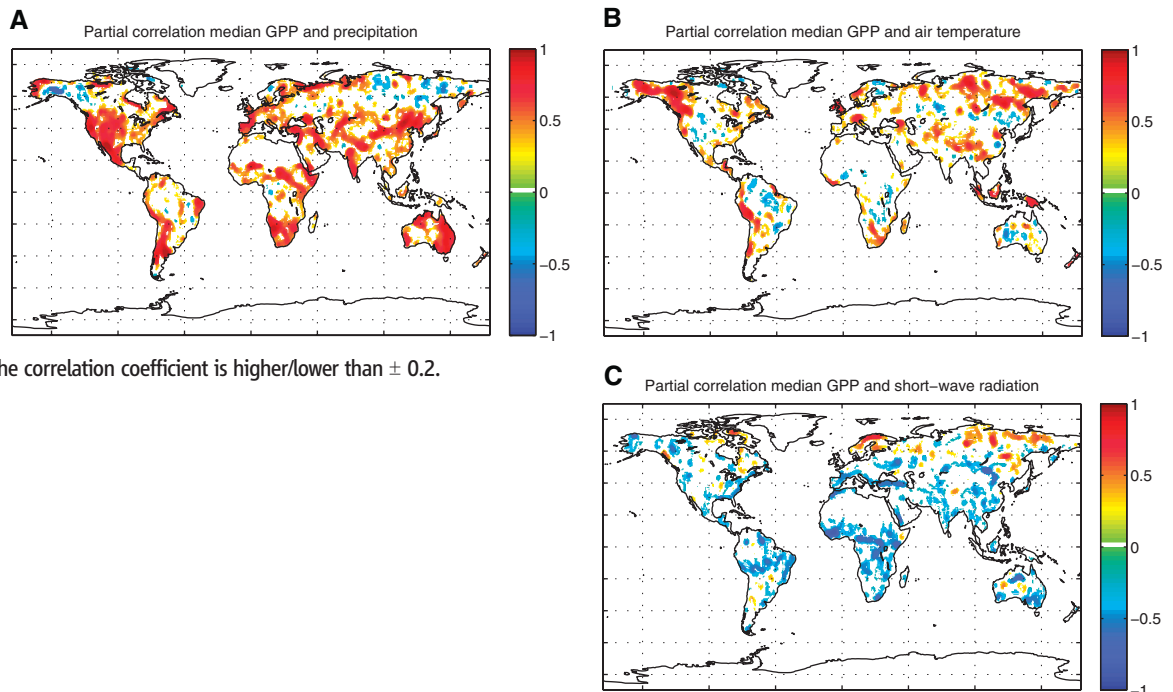 A
Partial correlation median GPP and precipitation
1
0.5
0
−0.5
−1
he correlation coefficient is higher/lower than ± 0.2.
B
Partial correlation median GPP and air temperature
1
0.5
0
−0.5
−1
C
Partial correlation median GPP and short−wave radiation
1
0.5
0
−0.5
−1